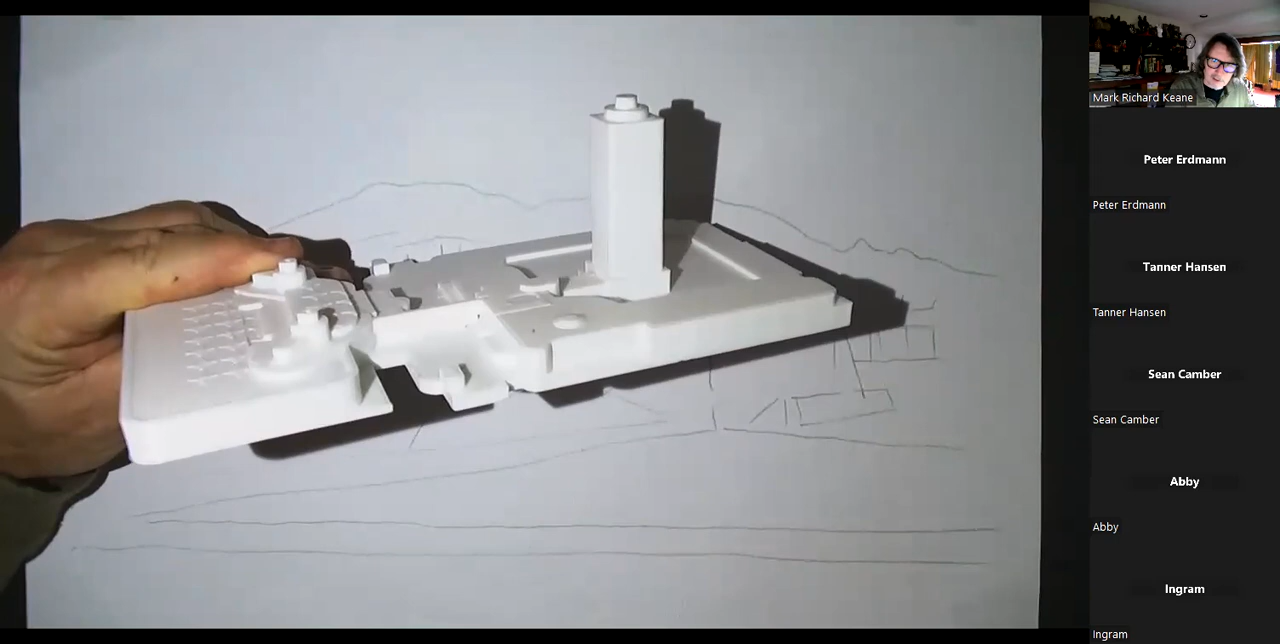 Mark Richard Keane
Peter Erdmann
Peter Erdmann
Tanner Hansen
Tanner Hansen
Sean Camber
Sean Camber
Abby
Abby
Ingram
Ingram